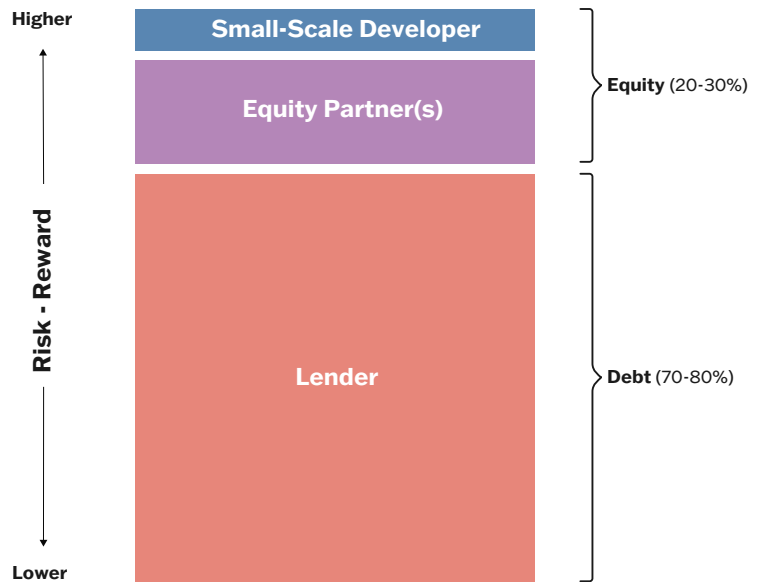 Higher
Small-Scale Developer
Equity Partner(s)
Equity (20-30%)
Risk - Reward
Lender
Debt (70-80%)
Lower